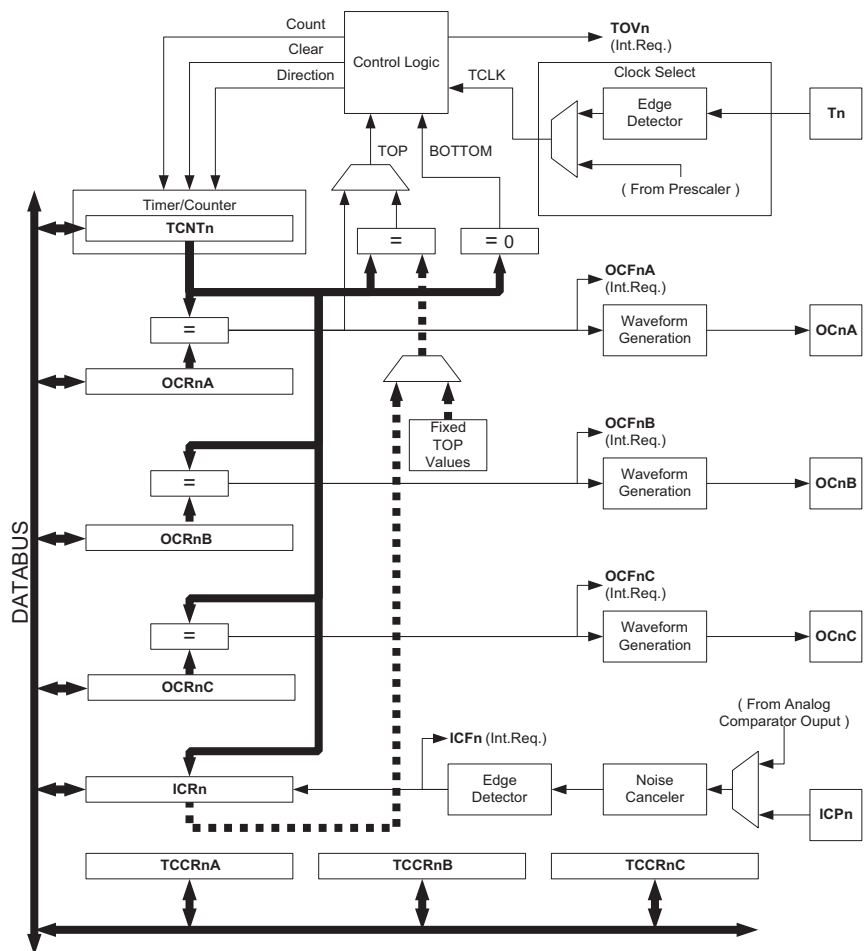 Count
Clear
Direction
Control Logic
TOVn
(Int.Req.)
TCLK
Clock Select
Edge
Detector
Tn
( From Prescaler )
TOP
BOTTOM
Timer/Counter
TCNTn
=
= 0
=
OCRnA
OCFnA
(Int.Req.)
Waveform
Generation
OCnA
Fixed
TOP
Values
=
OCRnB
OCFnB
(Int.Req.)
Waveform
Generation
OCnB
DATABUS
=
OCRnC
OCFnC
(Int.Req.)
Waveform
Generation
OCnC
( From Analog
Comparator Ouput )
ICFn (Int.Req.)
ICRn
Edge
Detector
Noise
Canceler
ICPn
TCCRnA
TCCRnB
TCCRnC